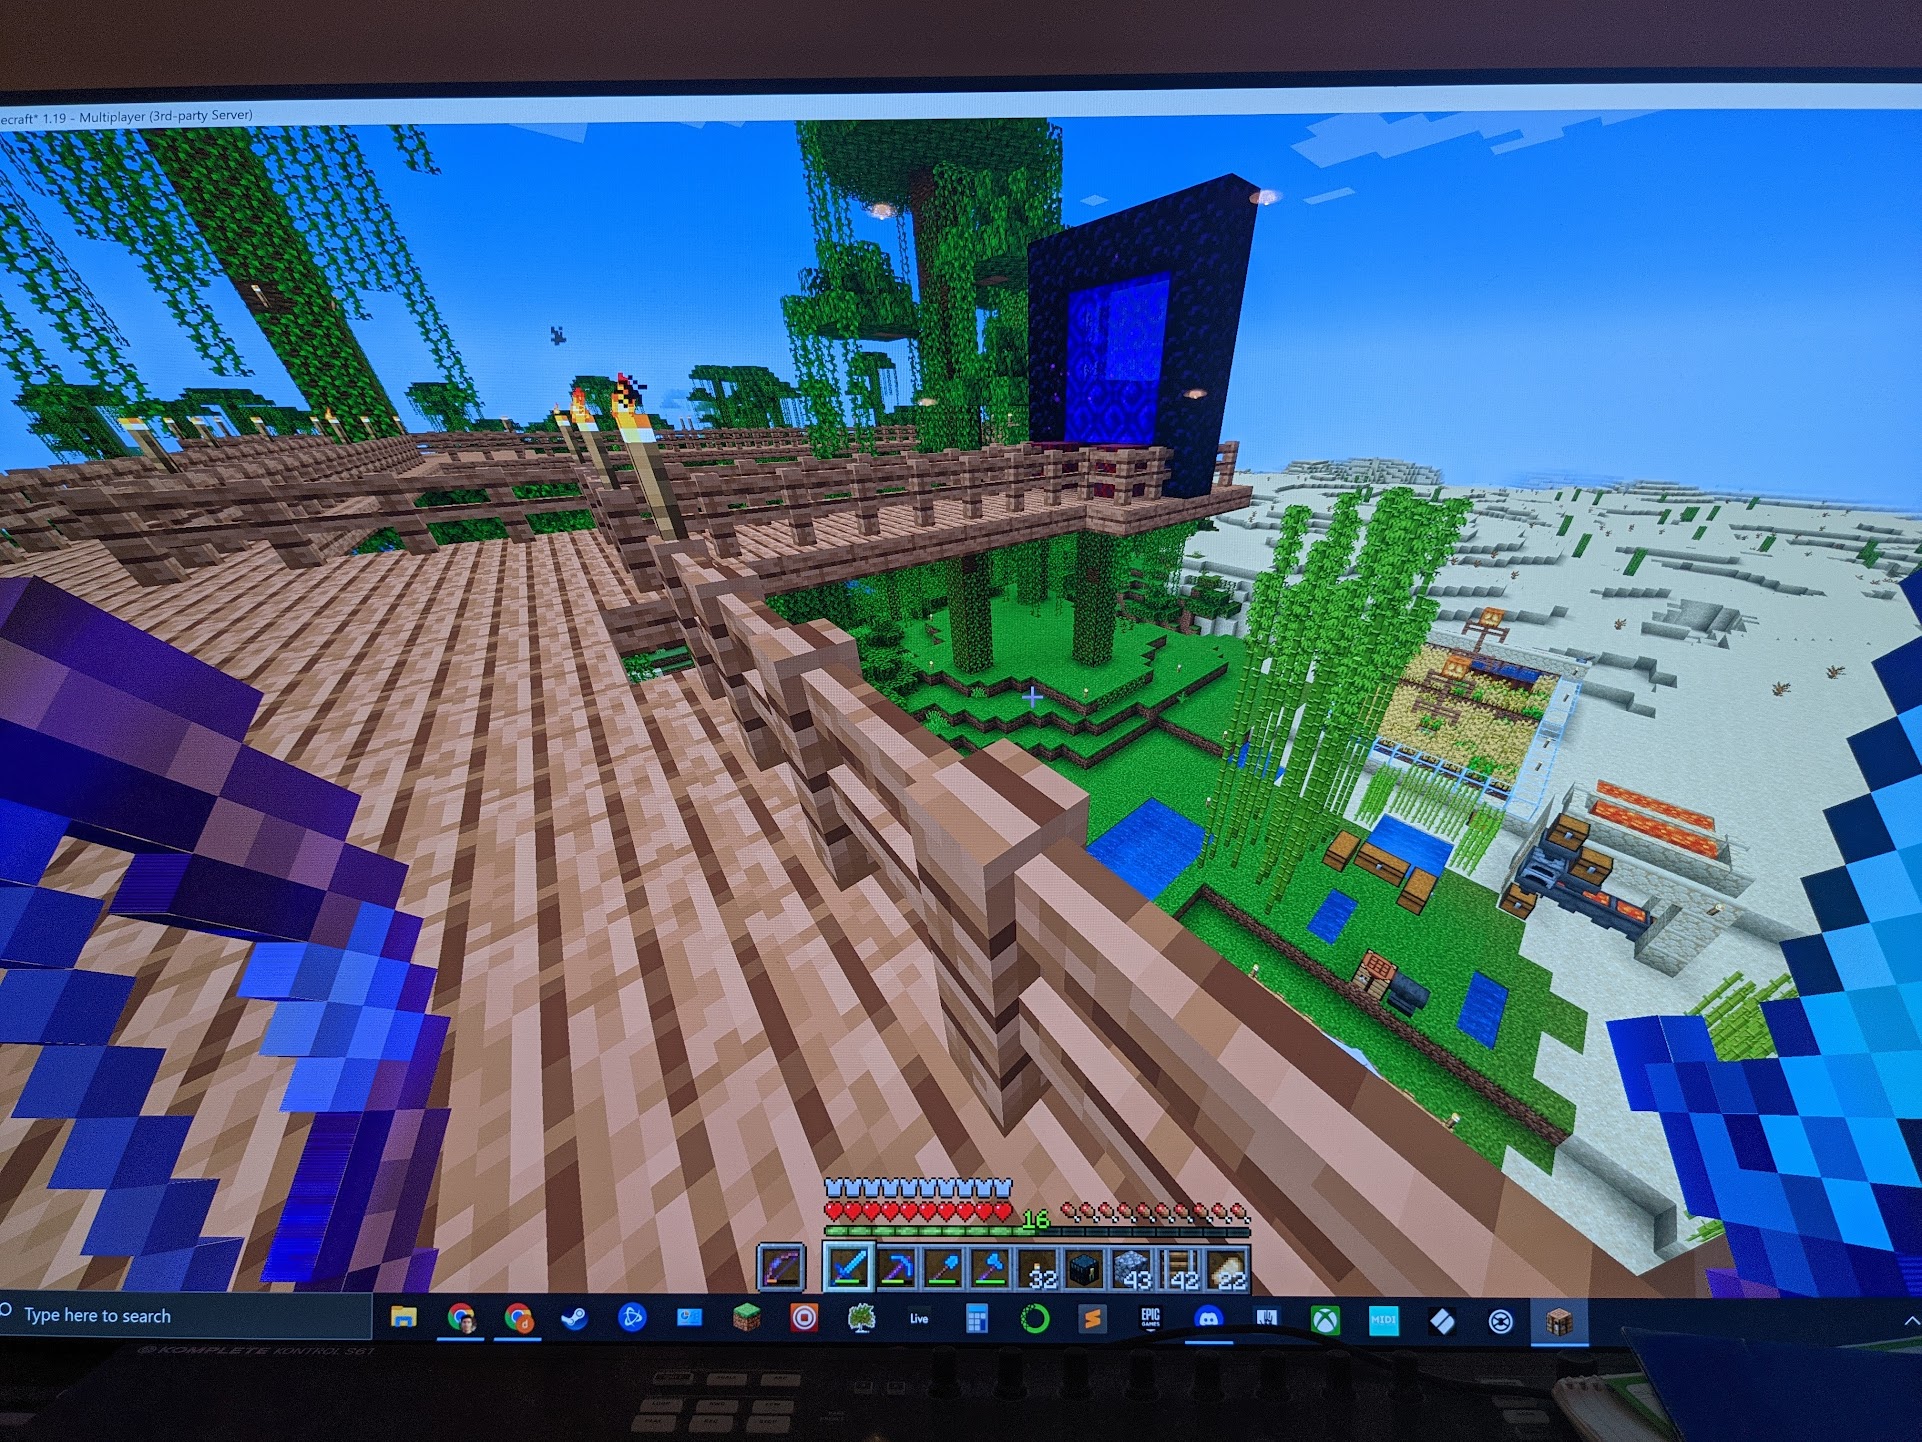 ecraft* 1.19 - Multiplayer (3rd-party Server)
16
32
43
42
22
Type here to search
Live
EPIC
GAMES
MIDI
KOMPLETE KONTROL S61